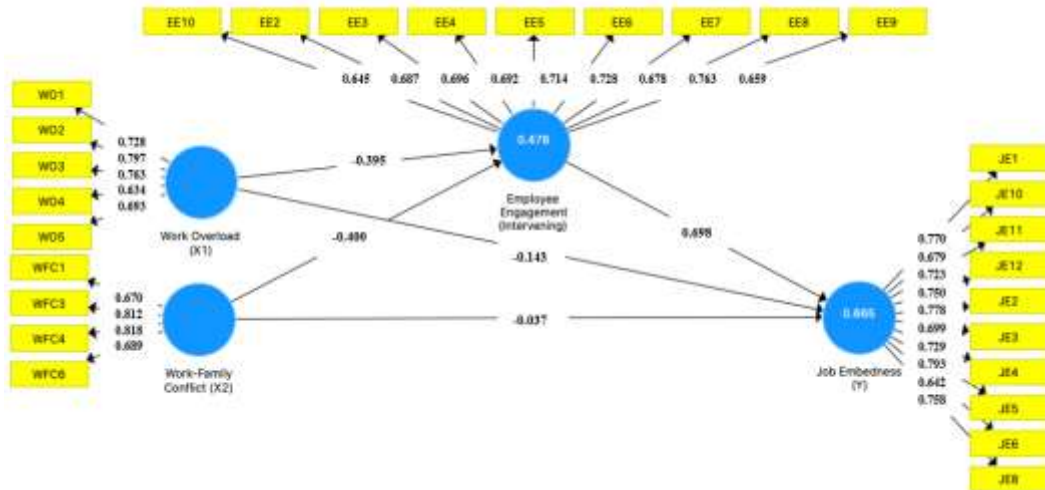 EE10 EE2 EE3 EE4 EE5 EE6 EE7 EE8 EE9
0.645 0.687 0.696 0.692 0.714 0.728 0.678 0.763 0.659
WO1
WO2
WO3
WO4
WO5
0.728
0.797
0.763
0.634
0.693
Work Overload
(X1)
WFC1
WFC3
WFC4
WFC6
0.670
0.812
0.818
0.689
Work-Family
Conflict (X2)
-0.395
-0.400
-0.143
-0.037
0.698
0.478
Employee
Engagement
(Intervening)
0.665
Job Embedness
(Y)
0.770
0.679
0.723
0.750
0.778
0.699
0.729
0.793
0.642
0.758
JE1
JE10
JE11
JE12
JE2
JE3
JE4
JE5
JE6
JE8